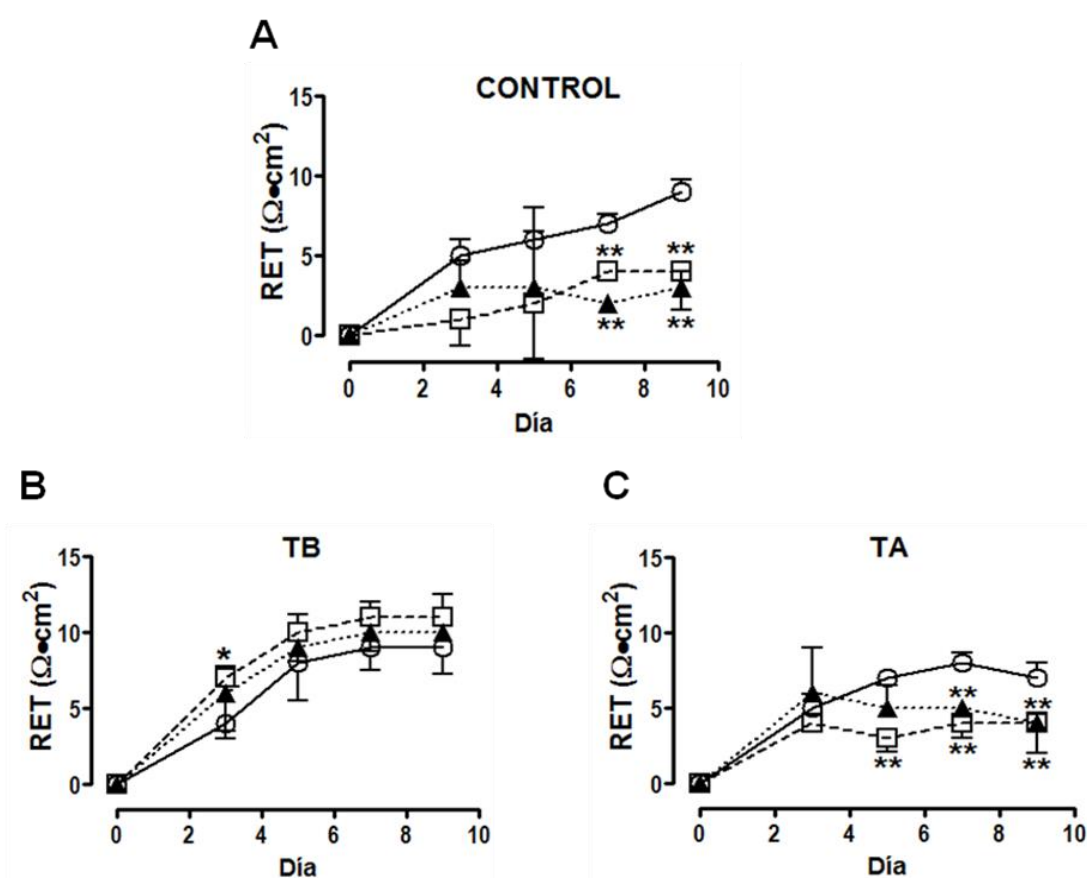 A
CONTROL
RET (Ω•cm²)
15
10
5
0
**
**
**
**
0 2 4 6 8 10
Día
B
TB
RET (Ω•cm²)
15
10
5
0
*
0 2 4 6 8 10
Día
C
TA
RET (Ω•cm²)
15
10
5
0
**
**
**
**
**
0 2 4 6 8 10
Día